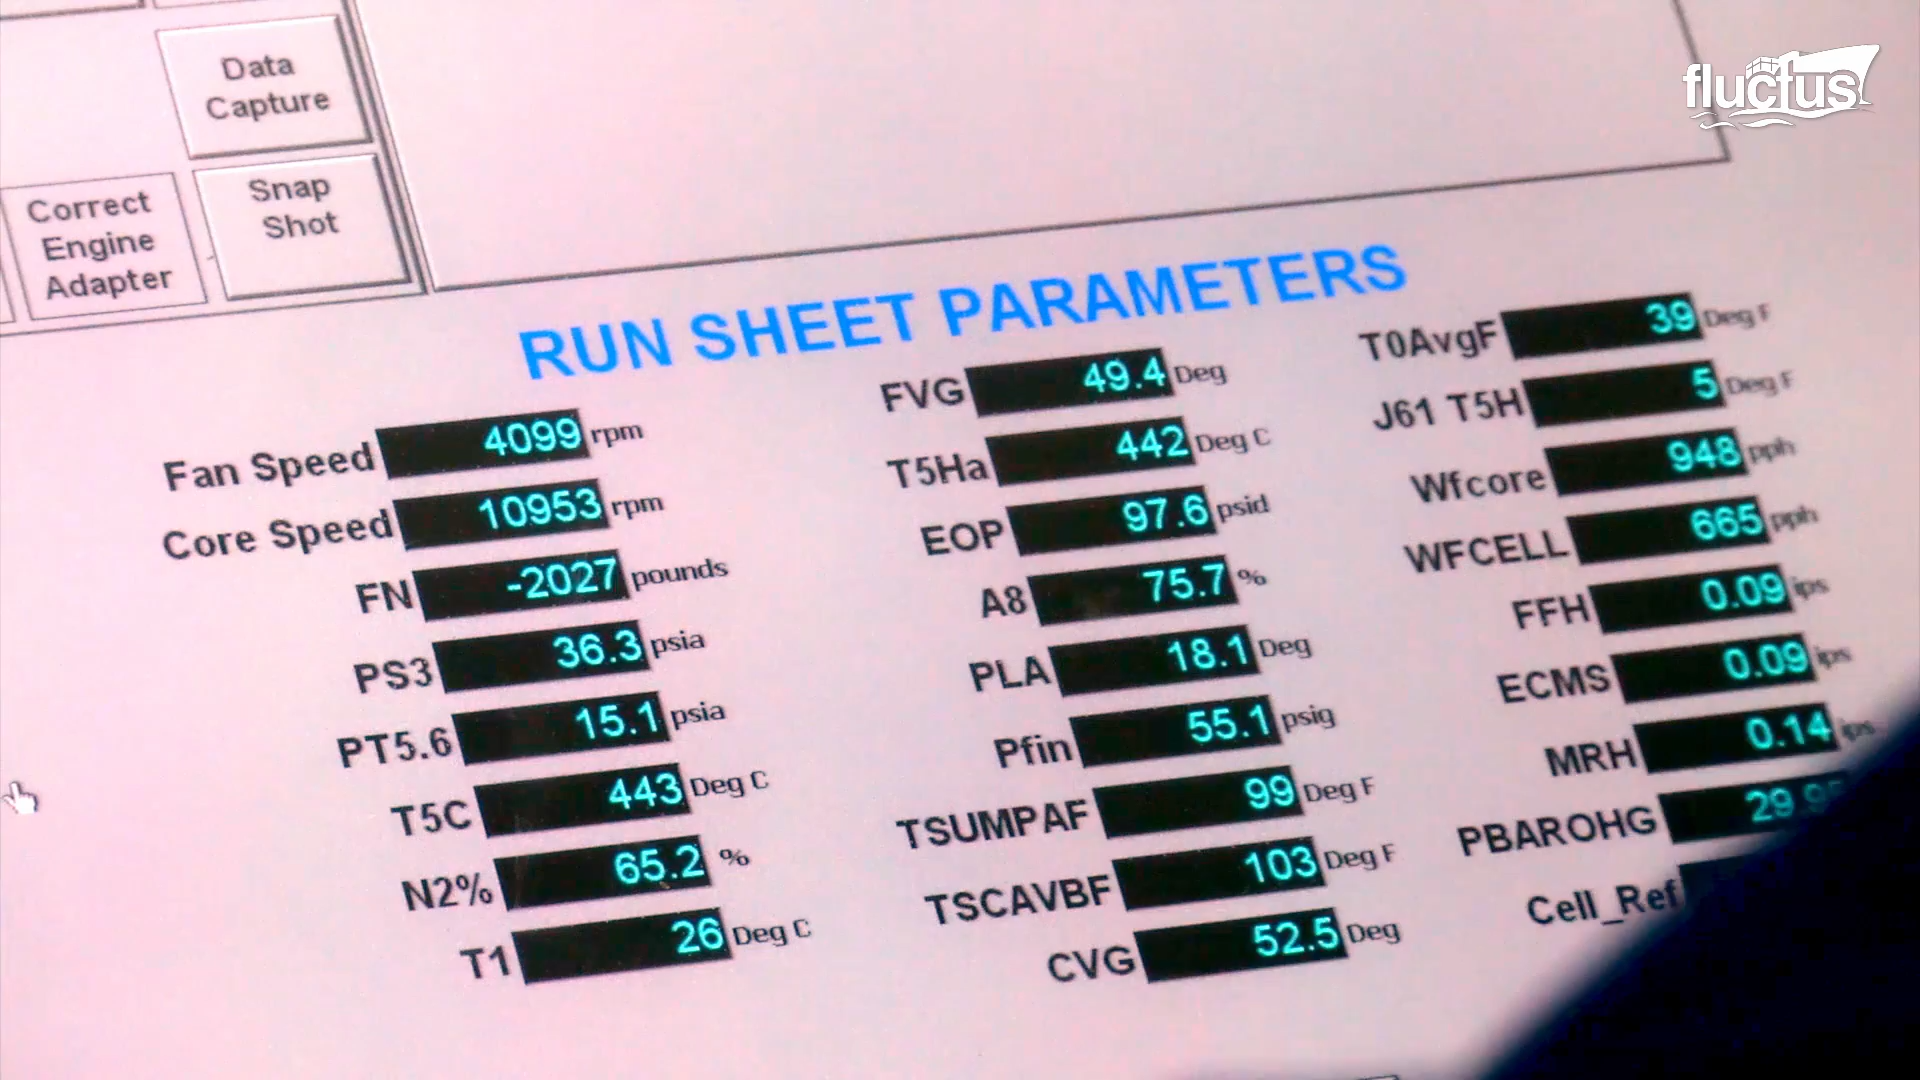 Data
Capture
fluctus
Correct
Engine
Adapter
Snap
Shot
RUN SHEET PARAMETERS
Fan Speed 4099 rpm
Core Speed 10953 rpm
FN -2027 pounds
PS3 36.3 psia
PT5.6 15.1 psia
T5C 443 Deg C
N2% 65.2 %
T1 26 Deg C
FVG 49.4 Deg
T5Ha 442 Deg C
EOP 97.6 psid
A8 75.7 %
PLA 18.1 Deg
Pfin 55.1 psig
TSUMPAF 99 Deg F
TSCAVBF 103 Deg F
CVG 52.5 Deg
T0AvgF 39 Deg F
J61 T5H 5 Deg F
Wfcore 948 pph
WFCELL 665 pph
FFH 0.09 ips
ECMS 0.09 ips
MRH 0.14 ips
PBAROHG
Cell_Ref